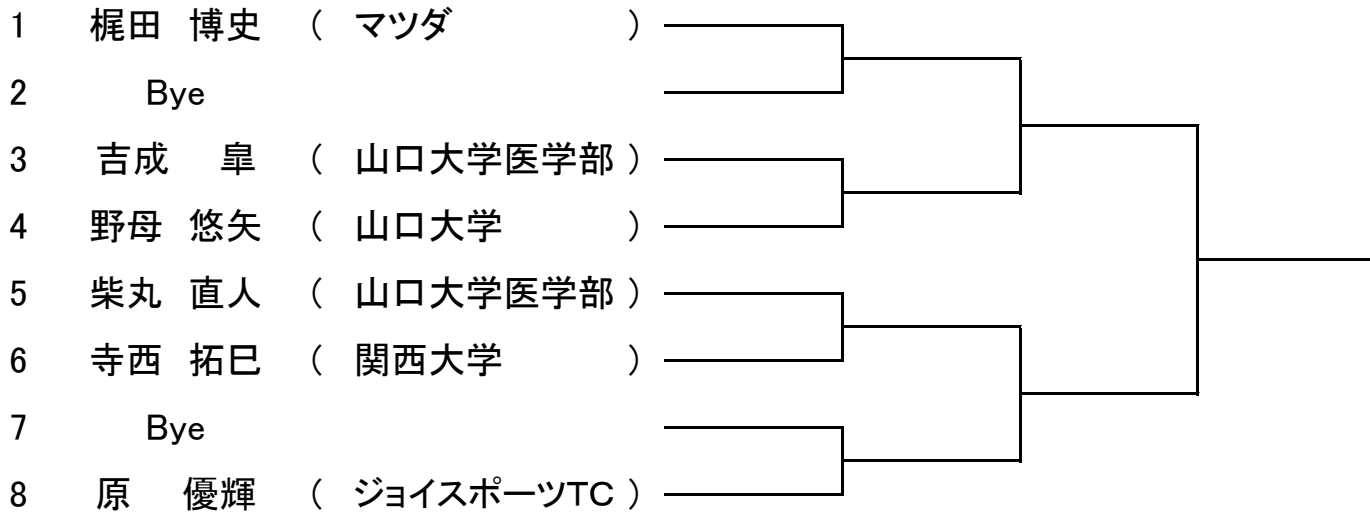 1 梶田 博史 ( マツダ )
2 Bye
3 吉成 皐 ( 山口大学医学部 )
4 野母 悠矢 ( 山口大学 )
5 柴丸 直人 ( 山口大学医学部 )
6 寺西 拓巳 ( 関西大学 )
7 Bye
8 原 優輝 ( ジョイスポーツTC )